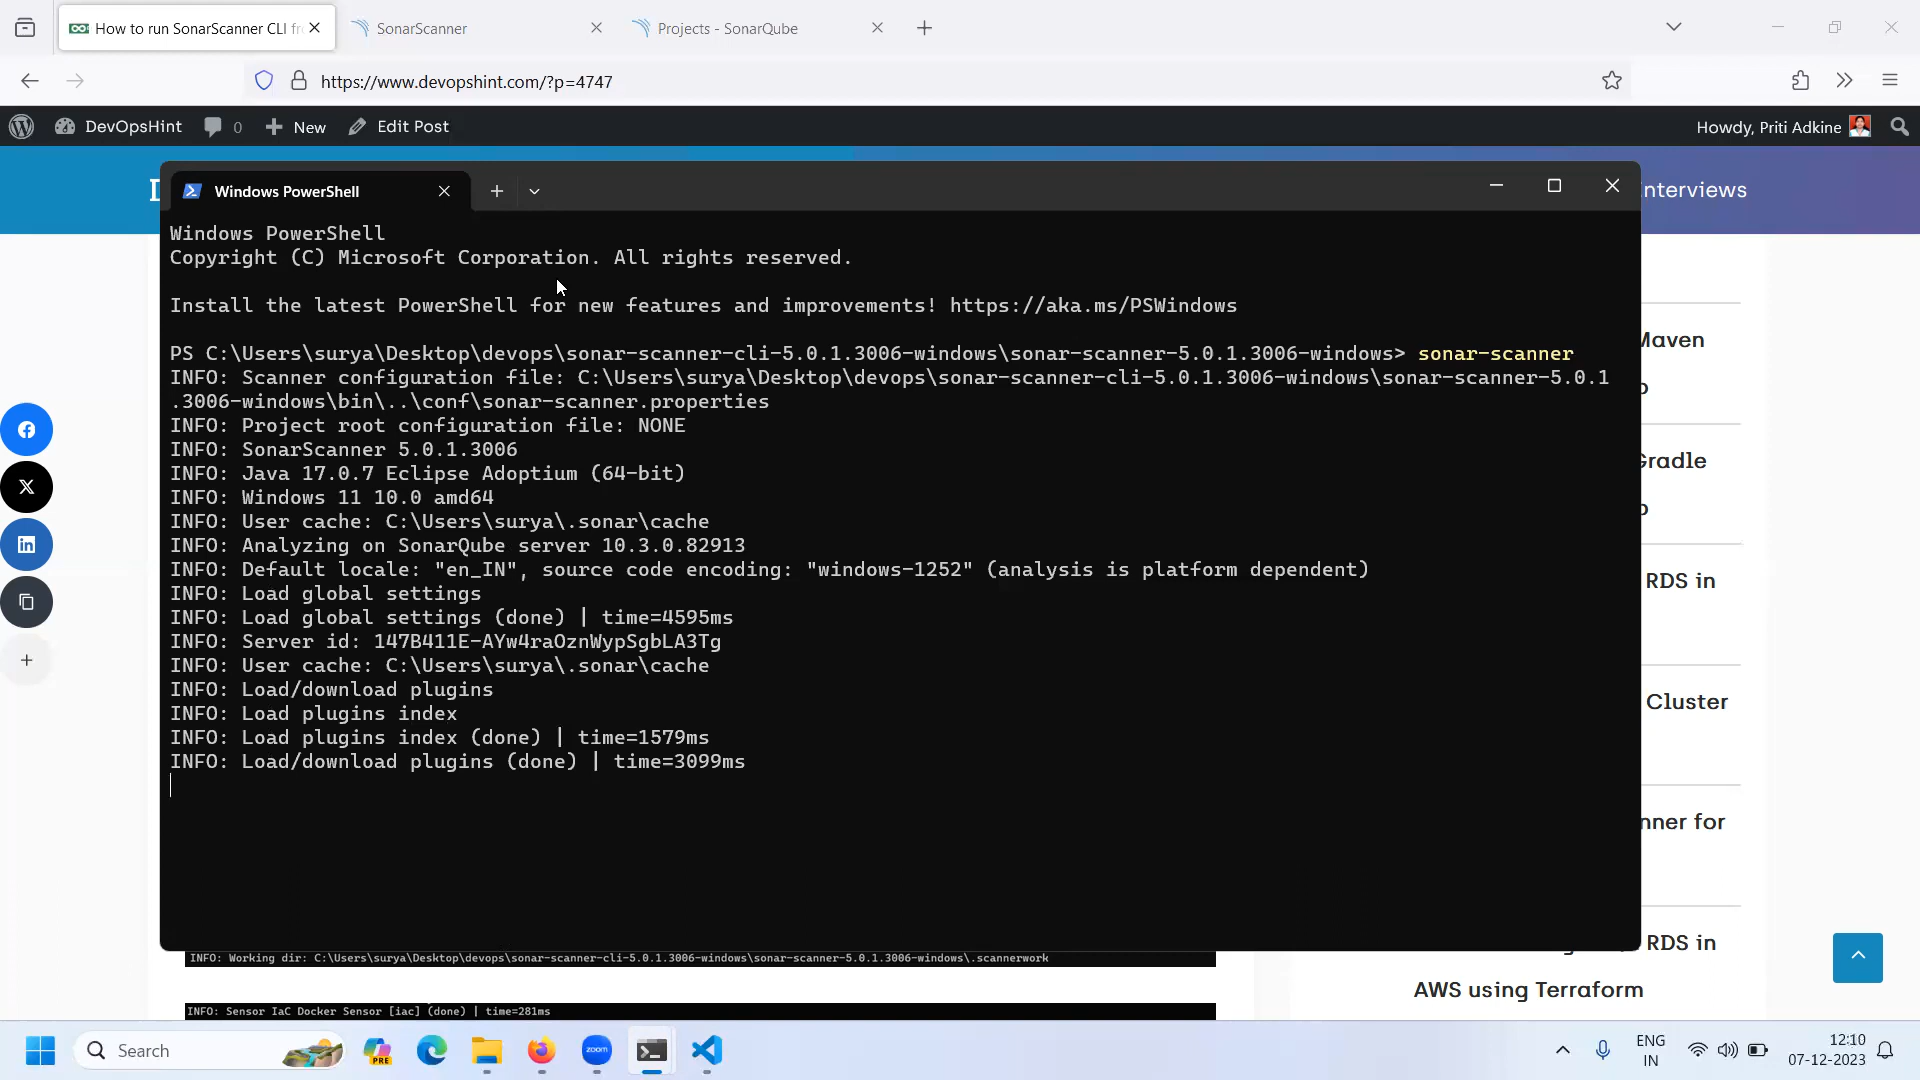 How to run SonarScanner CLI fr
SonarScanner
Projects - SonarQube
https://www.devopshint.com/?p=4747
DevOpsHint
0
New
Edit Post
Howdy, Priti Adkine
Windows PowerShell
Interviews
Windows PowerShell
Copyright (C) Microsoft Corporation. All rights reserved.
Install the latest PowerShell for new features and improvements! https://aka.ms/PSWindows
PS C:\Users\surya\Desktop\devops\sonar-scanner-cli-5.0.1.3006-windows\sonar-scanner-5.0.1.3006-windows> sonar-scanner
INFO: Scanner configuration file: C:\Users\surya\Desktop\devops\sonar-scanner-cli-5.0.1.3006-windows\sonar-scanner-5.0.1
.3006-windows\bin\..\conf\sonar-scanner.properties
INFO: Project root configuration file: NONE
INFO: SonarScanner 5.0.1.3006
INFO: Java 17.0.7 Eclipse Adoptium (64-bit)
INFO: Windows 11 10.0 amd64
INFO: User cache: C:\Users\surya\.sonar\cache
INFO: Analyzing on SonarQube server 10.3.0.82913
INFO: Default locale: "en_IN", source code encoding: "windows-1252" (analysis is platform dependent)
INFO: Load global settings
INFO: Load global settings (done) | time=4595ms
INFO: Server id: 147B411E-AYw4raOznWypSgbLA3Tg
INFO: User cache: C:\Users\surya\.sonar\cache
INFO: Load/download plugins
INFO: Load plugins index
INFO: Load plugins index (done) | time=1579ms
INFO: Load/download plugins (done) | time=3099ms
Maven
Gradle
RDS in
Cluster
nner for
RDS in
AWS using Terraform
INFO: Working dir: C:\Users\surya\Desktop\devops\sonar-scanner-cli-5.0.1.3006-windows\sonar-scanner-5.0.1.3006-windows\.scannerwork
INFO: Sensor IaC Docker Sensor [iac] (done) | time=281ms
Search
PRE
zoom
ENG
IN
12:10
07-12-2023